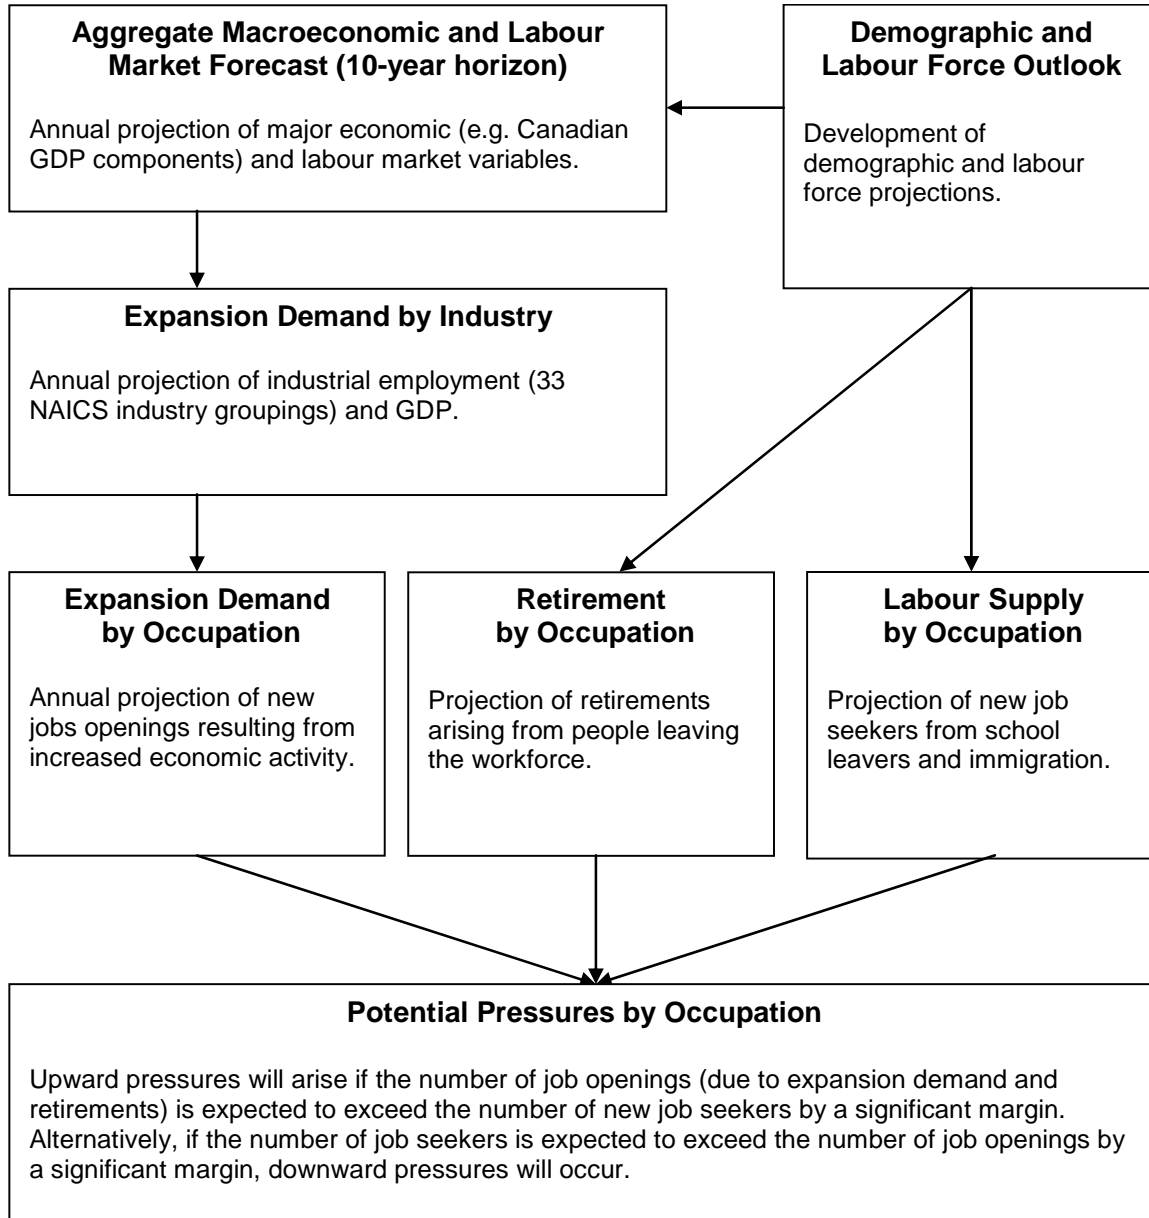 Aggregate Macroeconomic and Labour
Market Forecast (10-year horizon)
Annual projection of major economic (e.g. Canadian
GDP components) and labour market variables.
Demographic and
Labour Force Outlook
Development of
demographic and labour
force projections.
Expansion Demand by Industry
Annual projection of industrial employment (33
NAICS industry groupings) and GDP.
Expansion Demand
by Occupation
Annual projection of new
jobs openings resulting from
increased economic activity.
Retirement
by Occupation
Projection of retirements
arising from people leaving
the workforce.
Labour Supply
by Occupation
Projection of new job
seekers from school
leavers and immigration.
Potential Pressures by Occupation
Upward pressures will arise if the number of job openings (due to expansion demand and
retirements) is expected to exceed the number of new job seekers by a significant margin.
Alternatively, if the number of job seekers is expected to exceed the number of job openings by
a significant margin, downward pressures will occur.